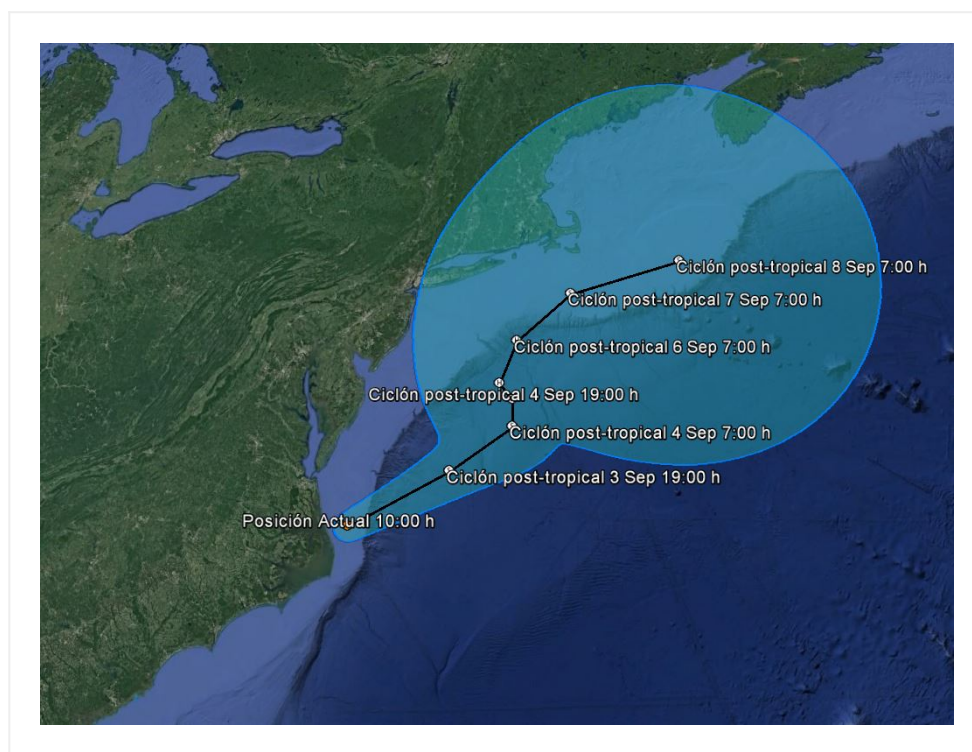 Ciclón post-tropical 8 Sep 7:00 h
Ciclón post-tropical 7 Sep 7:00 h
Ciclón post-tropical 6 Sep 7:00 h
Ciclón post-tropical 4 Sep 19:00 h
Ciclón post-tropical 4 Sep 7:00 h
Ciclón post-tropical 3 Sep 19:00 h
Posición Actual 10:00 h